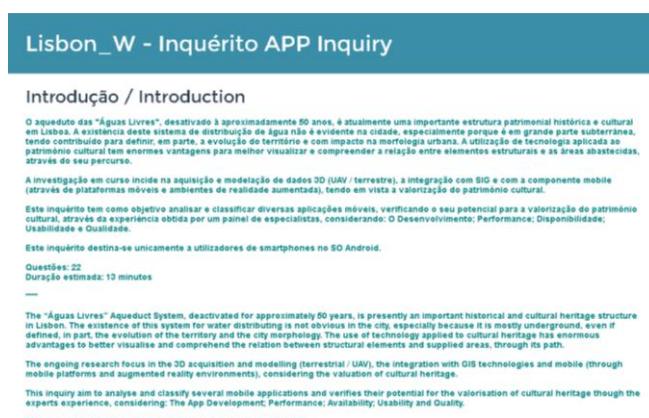 Lisbon_W - Inquérito APP Inquiry
Introdução / Introduction
O aqueduto das "Águas Livres", desativado à aproximadamente 50 anos, é atualmente uma importante estrutura patrimonial histórica e cultural
em Lisboa. A existência deste sistema de distribuição de água não é evidente na cidade, especialmente porque é em grande parte subterrânea,
tendo contribuído para definir, em parte, a evolução do território e com impacto na morfologia urbana. A utilização de tecnologia aplicada ao
património cultural tem enormes vantagens para melhor visualizar e compreender a relação entre elementos estruturais e as áreas abastecidas,
através do seu percurso.
A investigação em curso incide na aquisição e modelação de dados 3D (UAV / terrestre), a integração com SIG e com a componente mobile
(através de plataformas móveis e ambientes de realidade aumentada), tendo em vista a valorização do património cultural.
Este inquérito tem como objetivo analisar e classificar diversas aplicações móveis, verificando o seu potencial para a valorização do património
cultural, através da experiência obtida por um painel de especialistas, considerando: O Desenvolvimento; Performance; Disponibilidade;
Usabilidade e Qualidade.
Este inquérito destina-se unicamente a utilizadores de smartphones no SO Android.
Questões: 22
Duração estimada: 13 minutos
----
The "Águas Livres" Aqueduct System, deactivated for approximately 50 years, is presently an important historical and cultural heritage structure
in Lisbon. The existence of this system for water distributing is not obvious in the city, especially because it is mostly underground, even if
defined, in part, the evolution of the territory and the city morphology. The use of technology applied to cultural heritage has enormous
advantages to better visualise and comprehend the relation between structural elements and supplied areas, through its path.
The ongoing research focus in the 3D acquisition and modelling (terrestrial / UAV), the integration with GIS technologies and mobile (through
mobile platforms and augmented reality environments), considering the valuation of cultural heritage.
This inquiry aim to analyse and classify several mobile applications and verifies their potential for the valorisation of cultural heritage though the
experts experience, considering: The App Development; Performance; Availability; Usability and Quality.